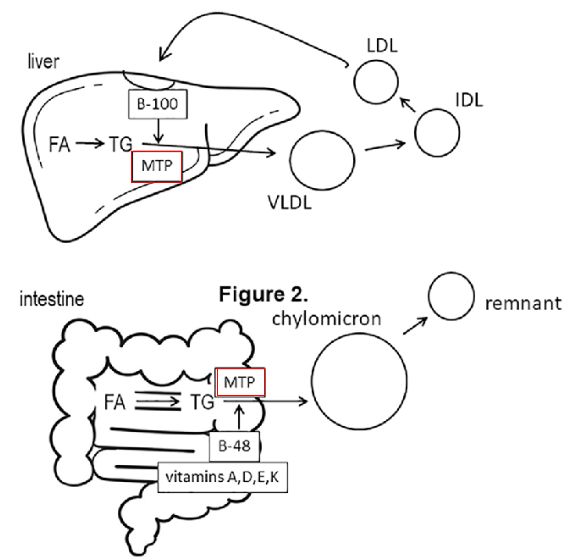 liver
LDL
IDL
B-100
FA TG
MTP
VLDL
Figure 2.
intestine
chylomicron
remnant
MTP
FA TG
B-48
vitamins A,D,E,K